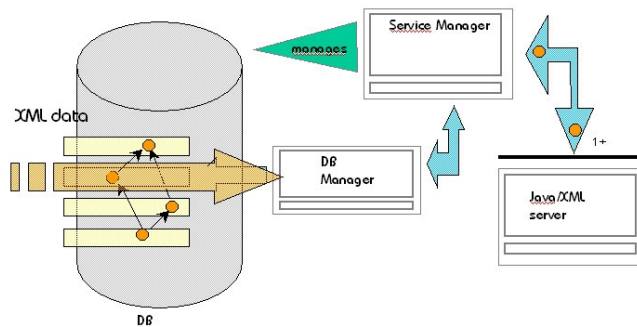 Service Manager
manages
XML data
1+
DB
Manager
Java/XML
server
DB